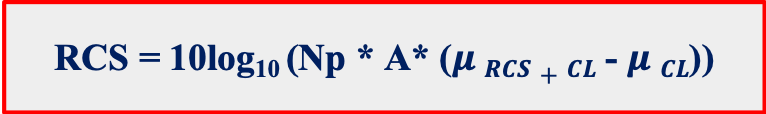 RCS = 10log₁₀ (Np * A* (𝝁 RCS + CL - 𝝁 CL))